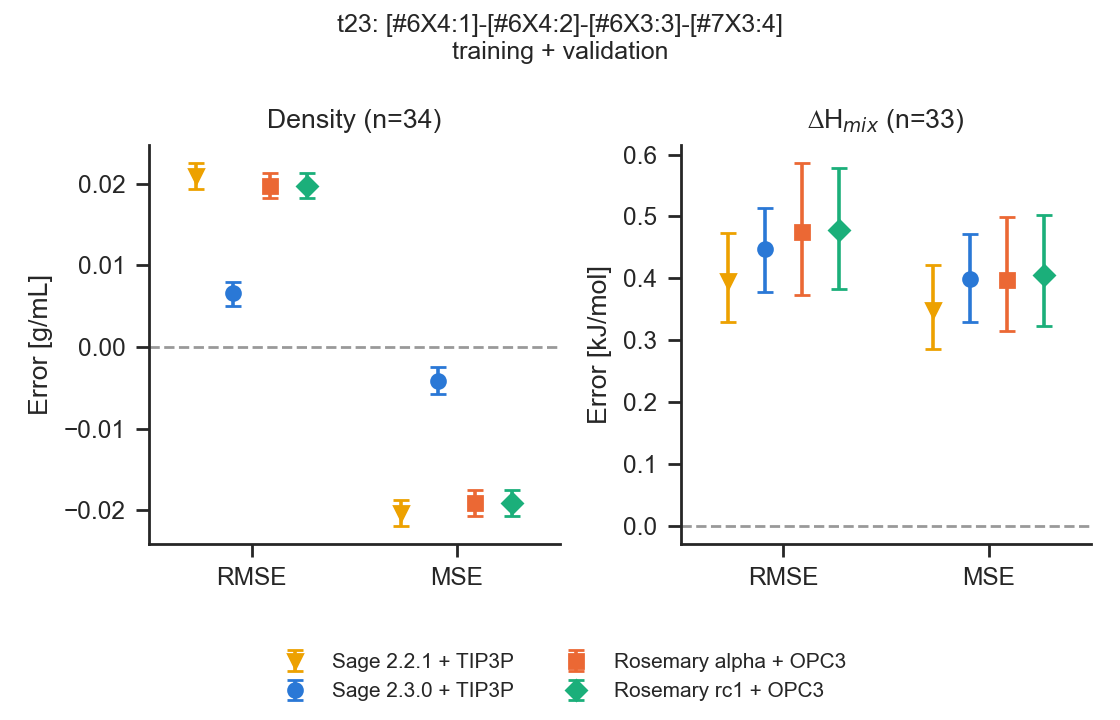 t23: [#6X4:1]-[#6X4:2]-[#6X3:3]-[#7X3:4]
training + validation
Density (n=34)
Error [g/mL]
0.02
0.01
0.00
−0.01
−0.02
RMSE
MSE
ΔHmix (n=33)
Error [kJ/mol]
0.6
0.5
0.4
0.3
0.2
0.1
0.0
RMSE
MSE
Sage 2.2.1 + TIP3P
Sage 2.3.0 + TIP3P
Rosemary alpha + OPC3
Rosemary rc1 + OPC3